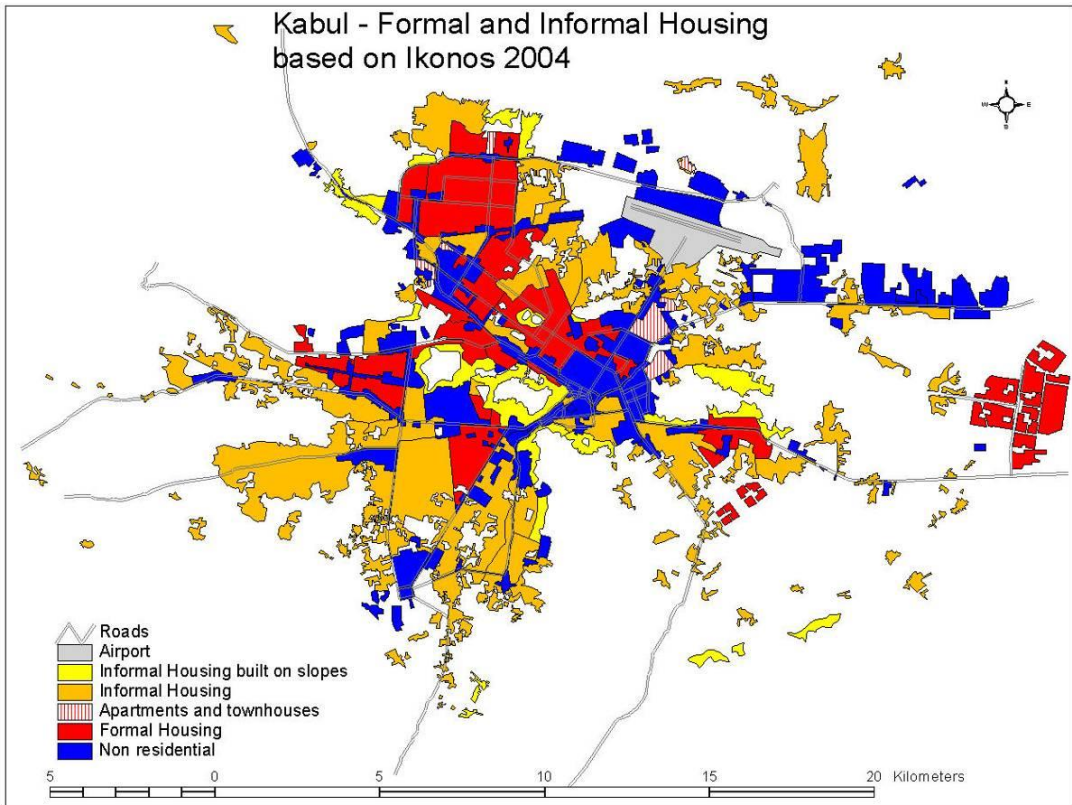 Kabul - Formal and Informal Housing
based on Ikonos 2004
N
W E
S
Roads
Airport
Informal Housing built on slopes
Informal Housing
Apartments and townhouses
Formal Housing
Non residential
5 0 5 10 15 20 Kilometers